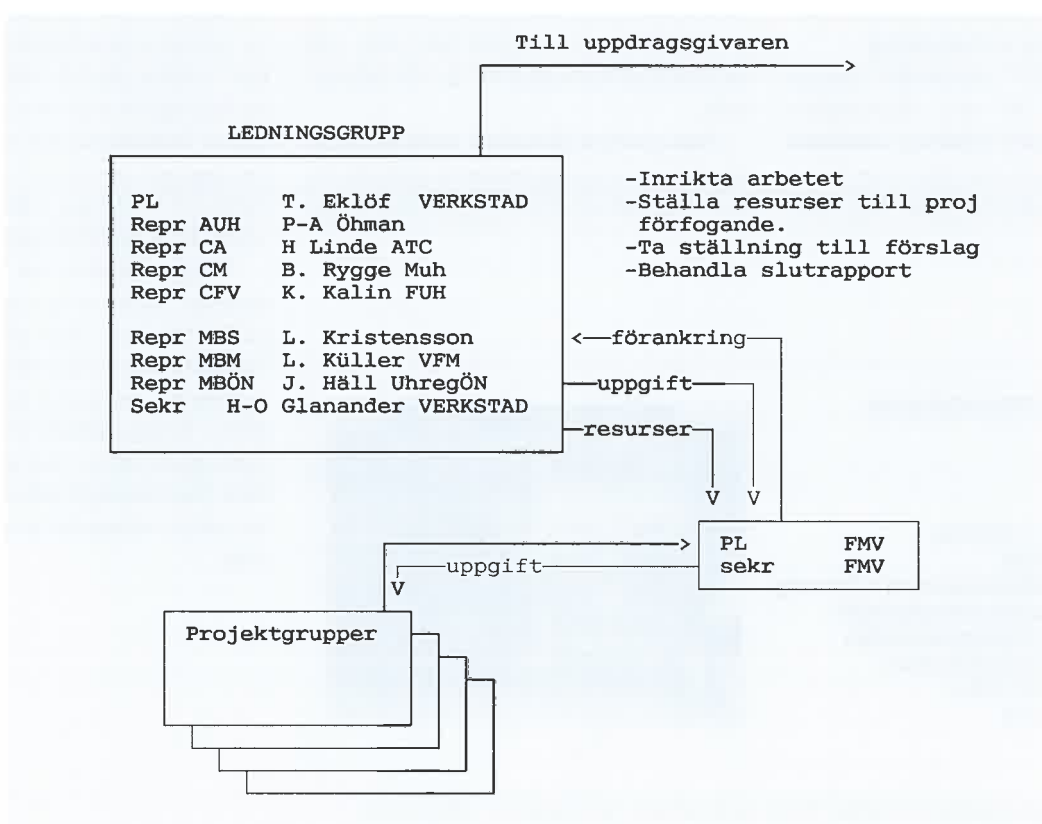 Till uppdragsgivaren
LEDNINGSGRUPP
PL T. Eklöf VERKSTAD
Repr AUH P-A Öhman
Repr CA H Linde ATC
Repr CM B. Rygge Muh
Repr CFV K. Kalin FUH
Repr MBS L. Kristensson
Repr MBM L. Küller VFM
Repr MBÖN J. Häll UhregÖN
Sekr H-O Glanander VERKSTAD
-Inrikta arbetet
-Ställa resurser till proj
förfogande.
-Ta ställning till förslag
-Behandla slutrapport
förankring
uppgift
resurser
PL FMV
sekr FMV
uppgift
Projektgrupper